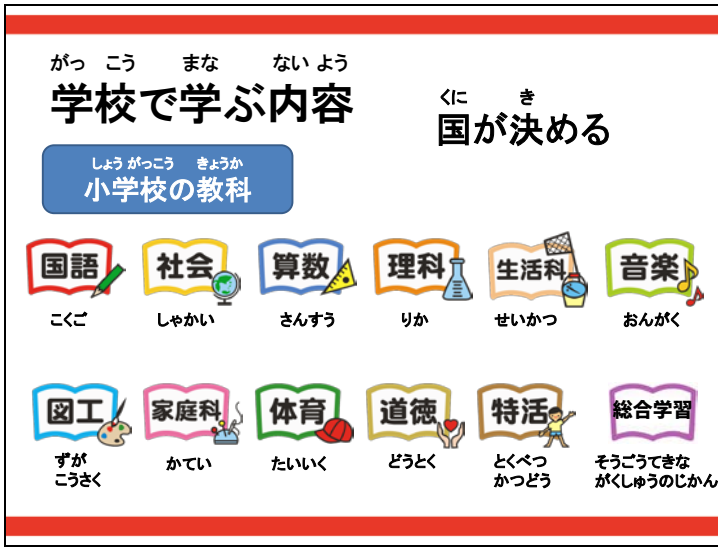 がっ こう まな ない よう
学校で学ぶ内容
くに き
国が決める
しょう がっこう きょうか
小学校の教科
国語 社会 算数 理科 生活科 音楽
こくご しゃかい さんすう りか せいかつ おんがく
図工 家庭科 体育 道徳 特活 総合学習
ずが かてい たいいく どうとく とくべつ そうごうてきな
こうさく かつどう がくしゅうのじかん